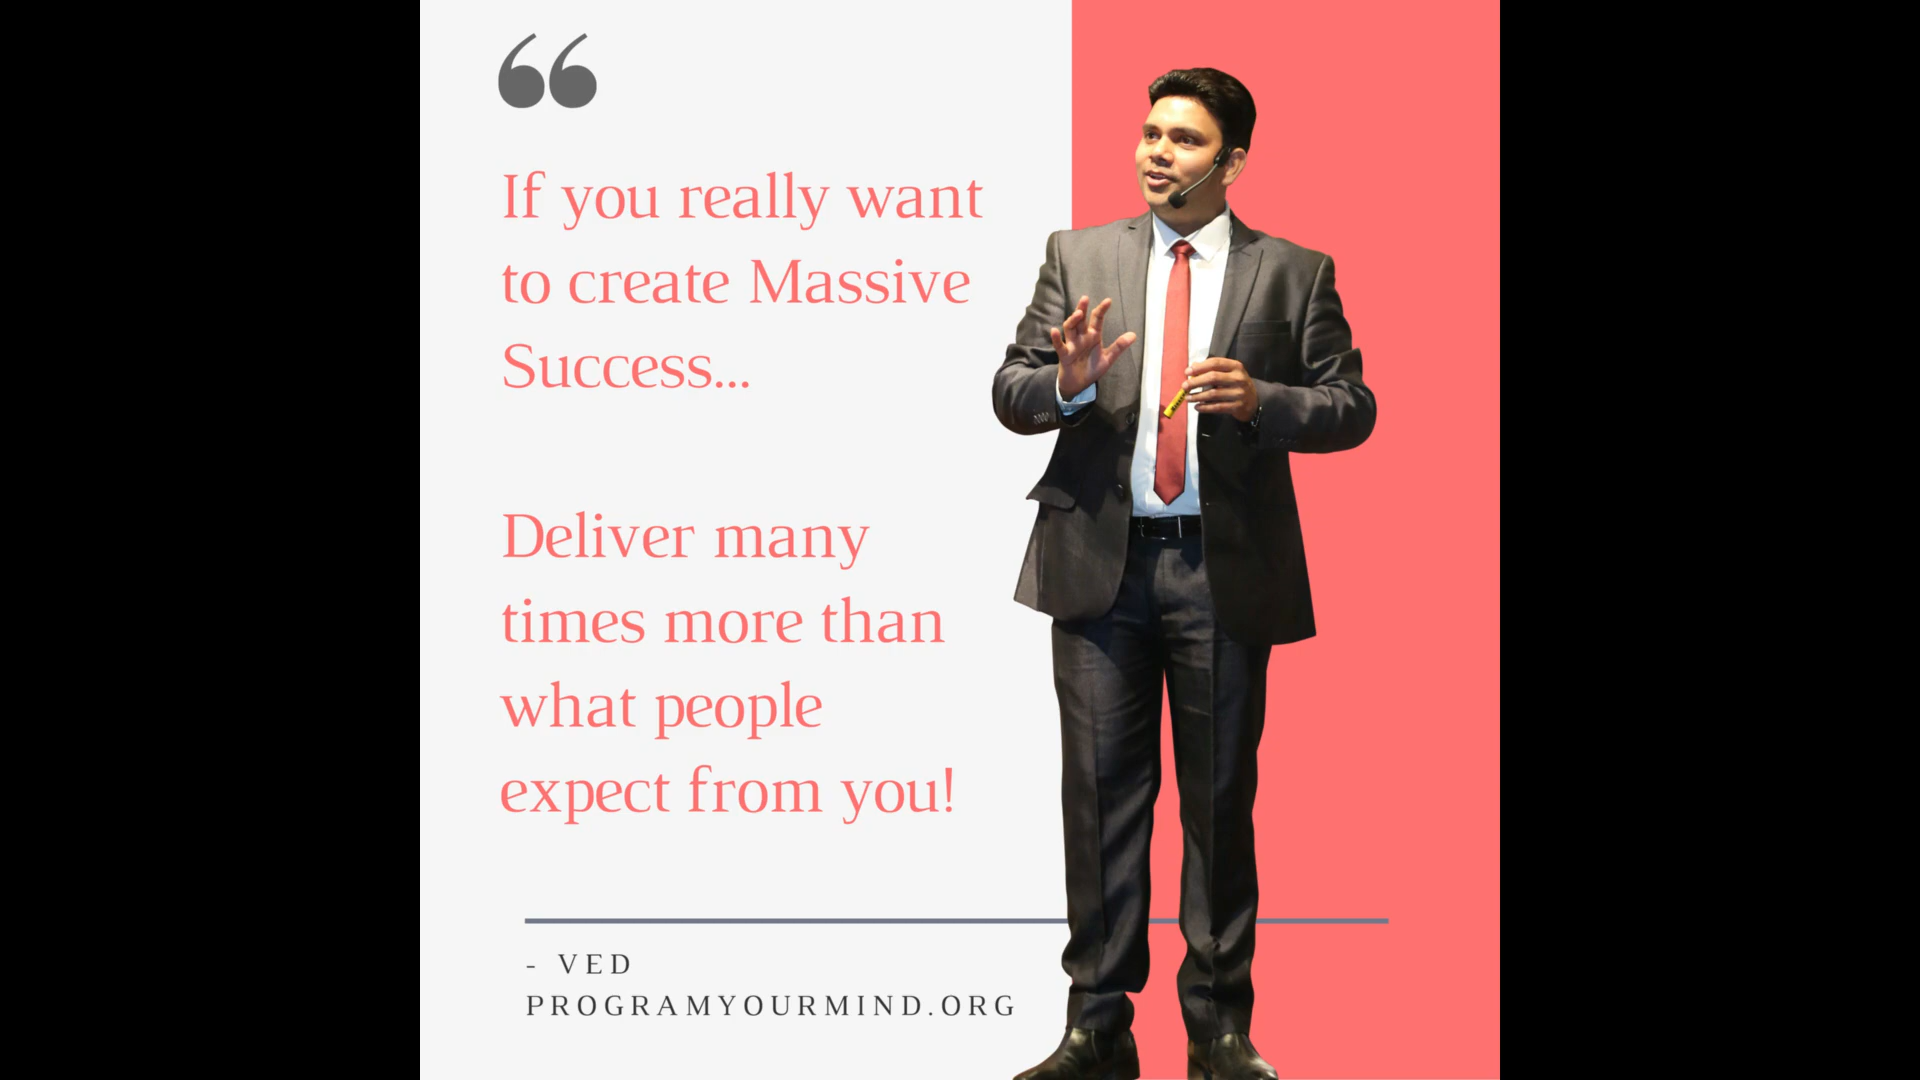 “
If you really want
to create Massive
Success...
Deliver many
times more than
what people
expect from you!
- VED
PROGRAMYOURMIND.ORG